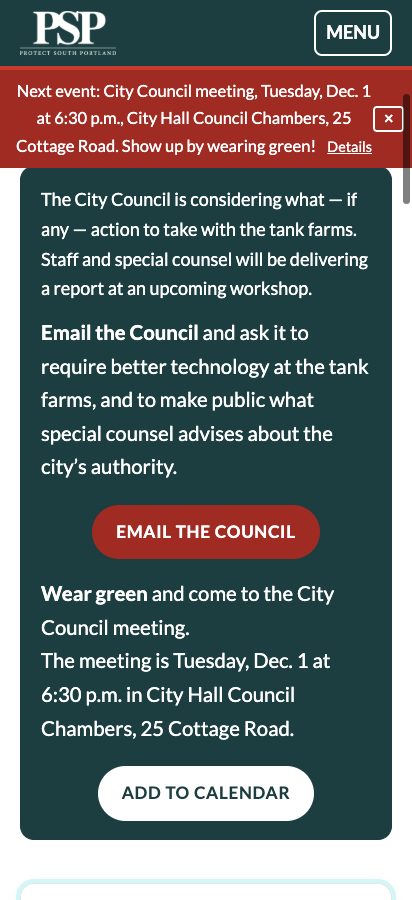 PSP
PROTECT SOUTH PORTLAND
MENU
Next event: City Council meeting, Tuesday, Dec. 1
at 6:30 p.m., City Hall Council Chambers, 25
Cottage Road. Show up by wearing green! Details
×
The City Council is considering what — if
any — action to take with the tank farms.
Staff and special counsel will be delivering
a report at an upcoming workshop.
Email the Council and ask it to
require better technology at the tank
farms, and to make public what
special counsel advises about the
city’s authority.
EMAIL THE COUNCIL
Wear green and come to the City
Council meeting.
The meeting is Tuesday, Dec. 1 at
6:30 p.m. in City Hall Council
Chambers, 25 Cottage Road.
ADD TO CALENDAR